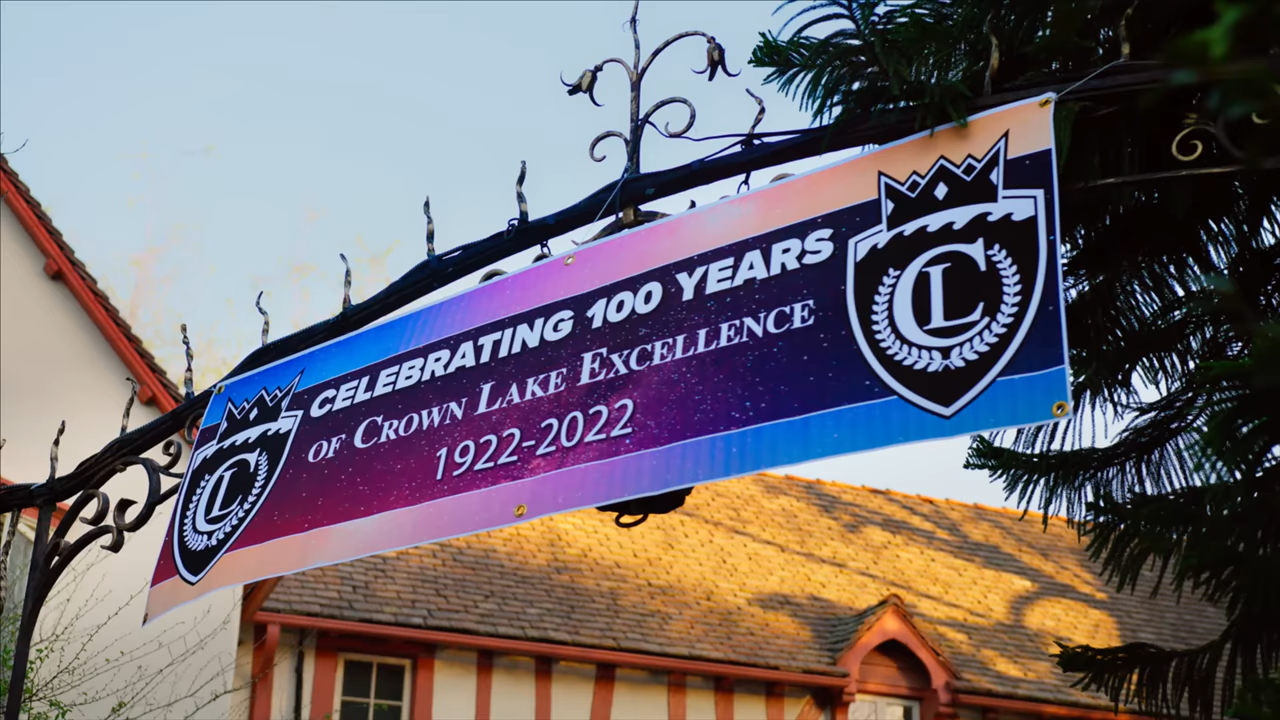 CELEBRATING 100 YEARS
OF CROWN LAKE EXCELLENCE
1922-2022
CL
CL